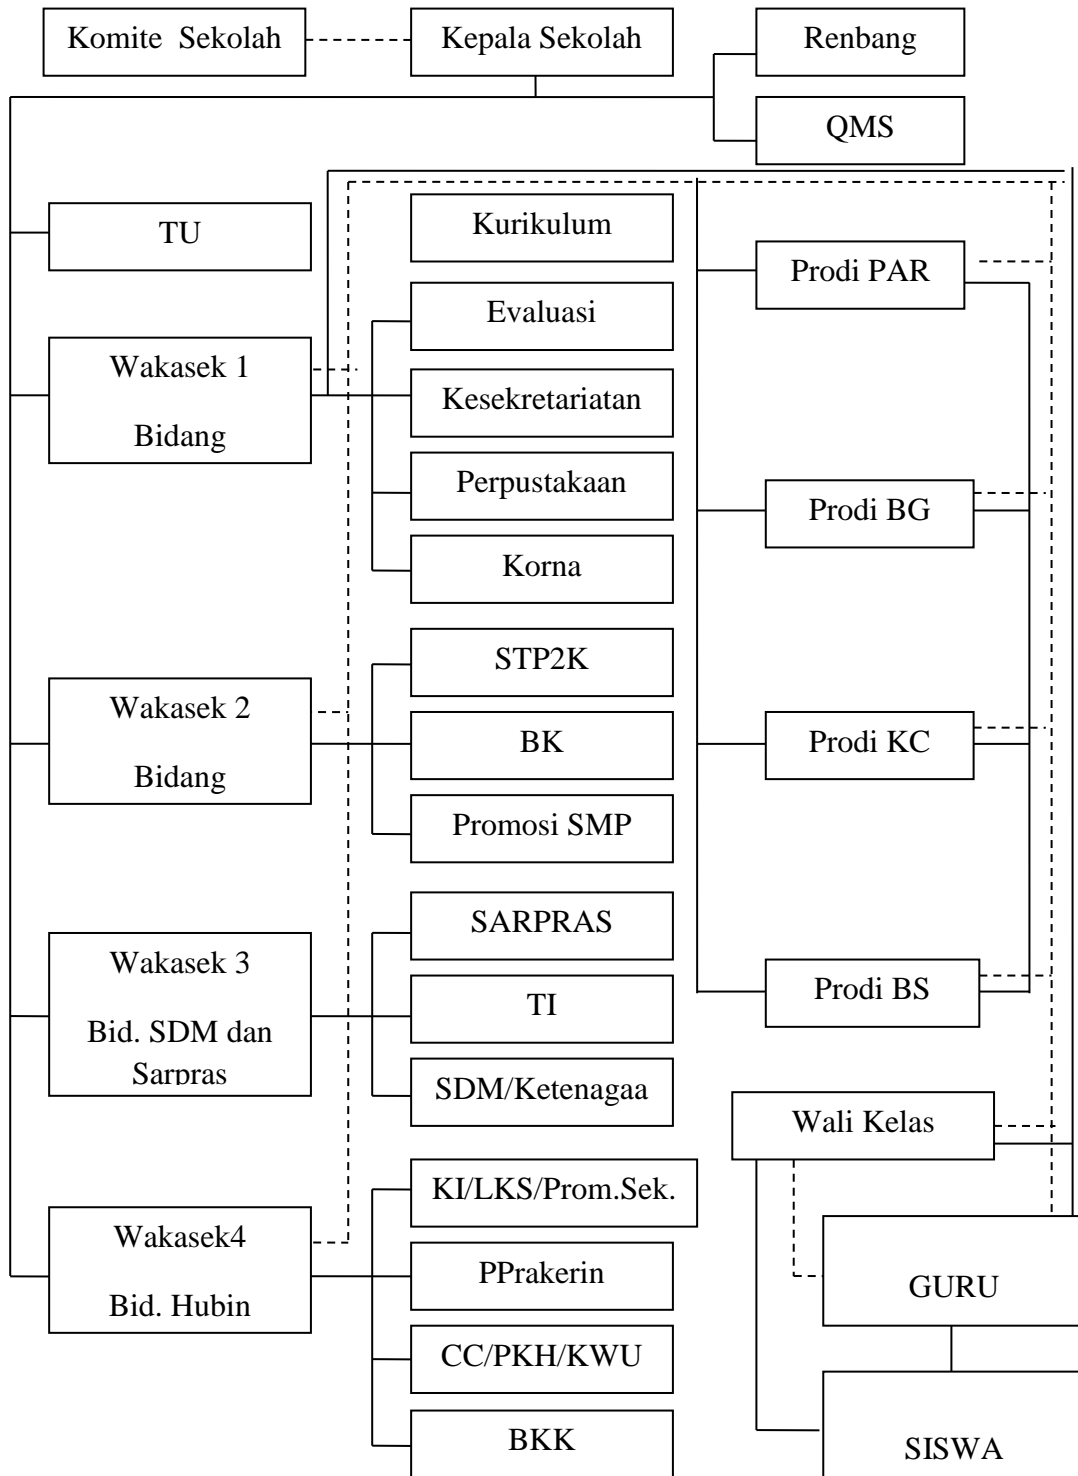 Komite  Sekolah
Kepala Sekolah
Renbang
QMS
TU
Kurikulum
Prodi PAR
Evaluasi
Wakasek 1
Bidang
Kesekretariatan
Perpustakaan
Prodi BG
Korna
STP2K
Wakasek 2
Bidang
BK
Prodi KC
Promosi SMP
SARPRAS
Wakasek 3
Bid. SDM dan
Sarpras
TI
Prodi BS
SDM/Ketenagaa
Wali Kelas
KI/LKS/Prom.Sek.
Wakasek4
Bid. Hubin
PPrakerin
GURU
CC/PKH/KWU
BKK
SISWA